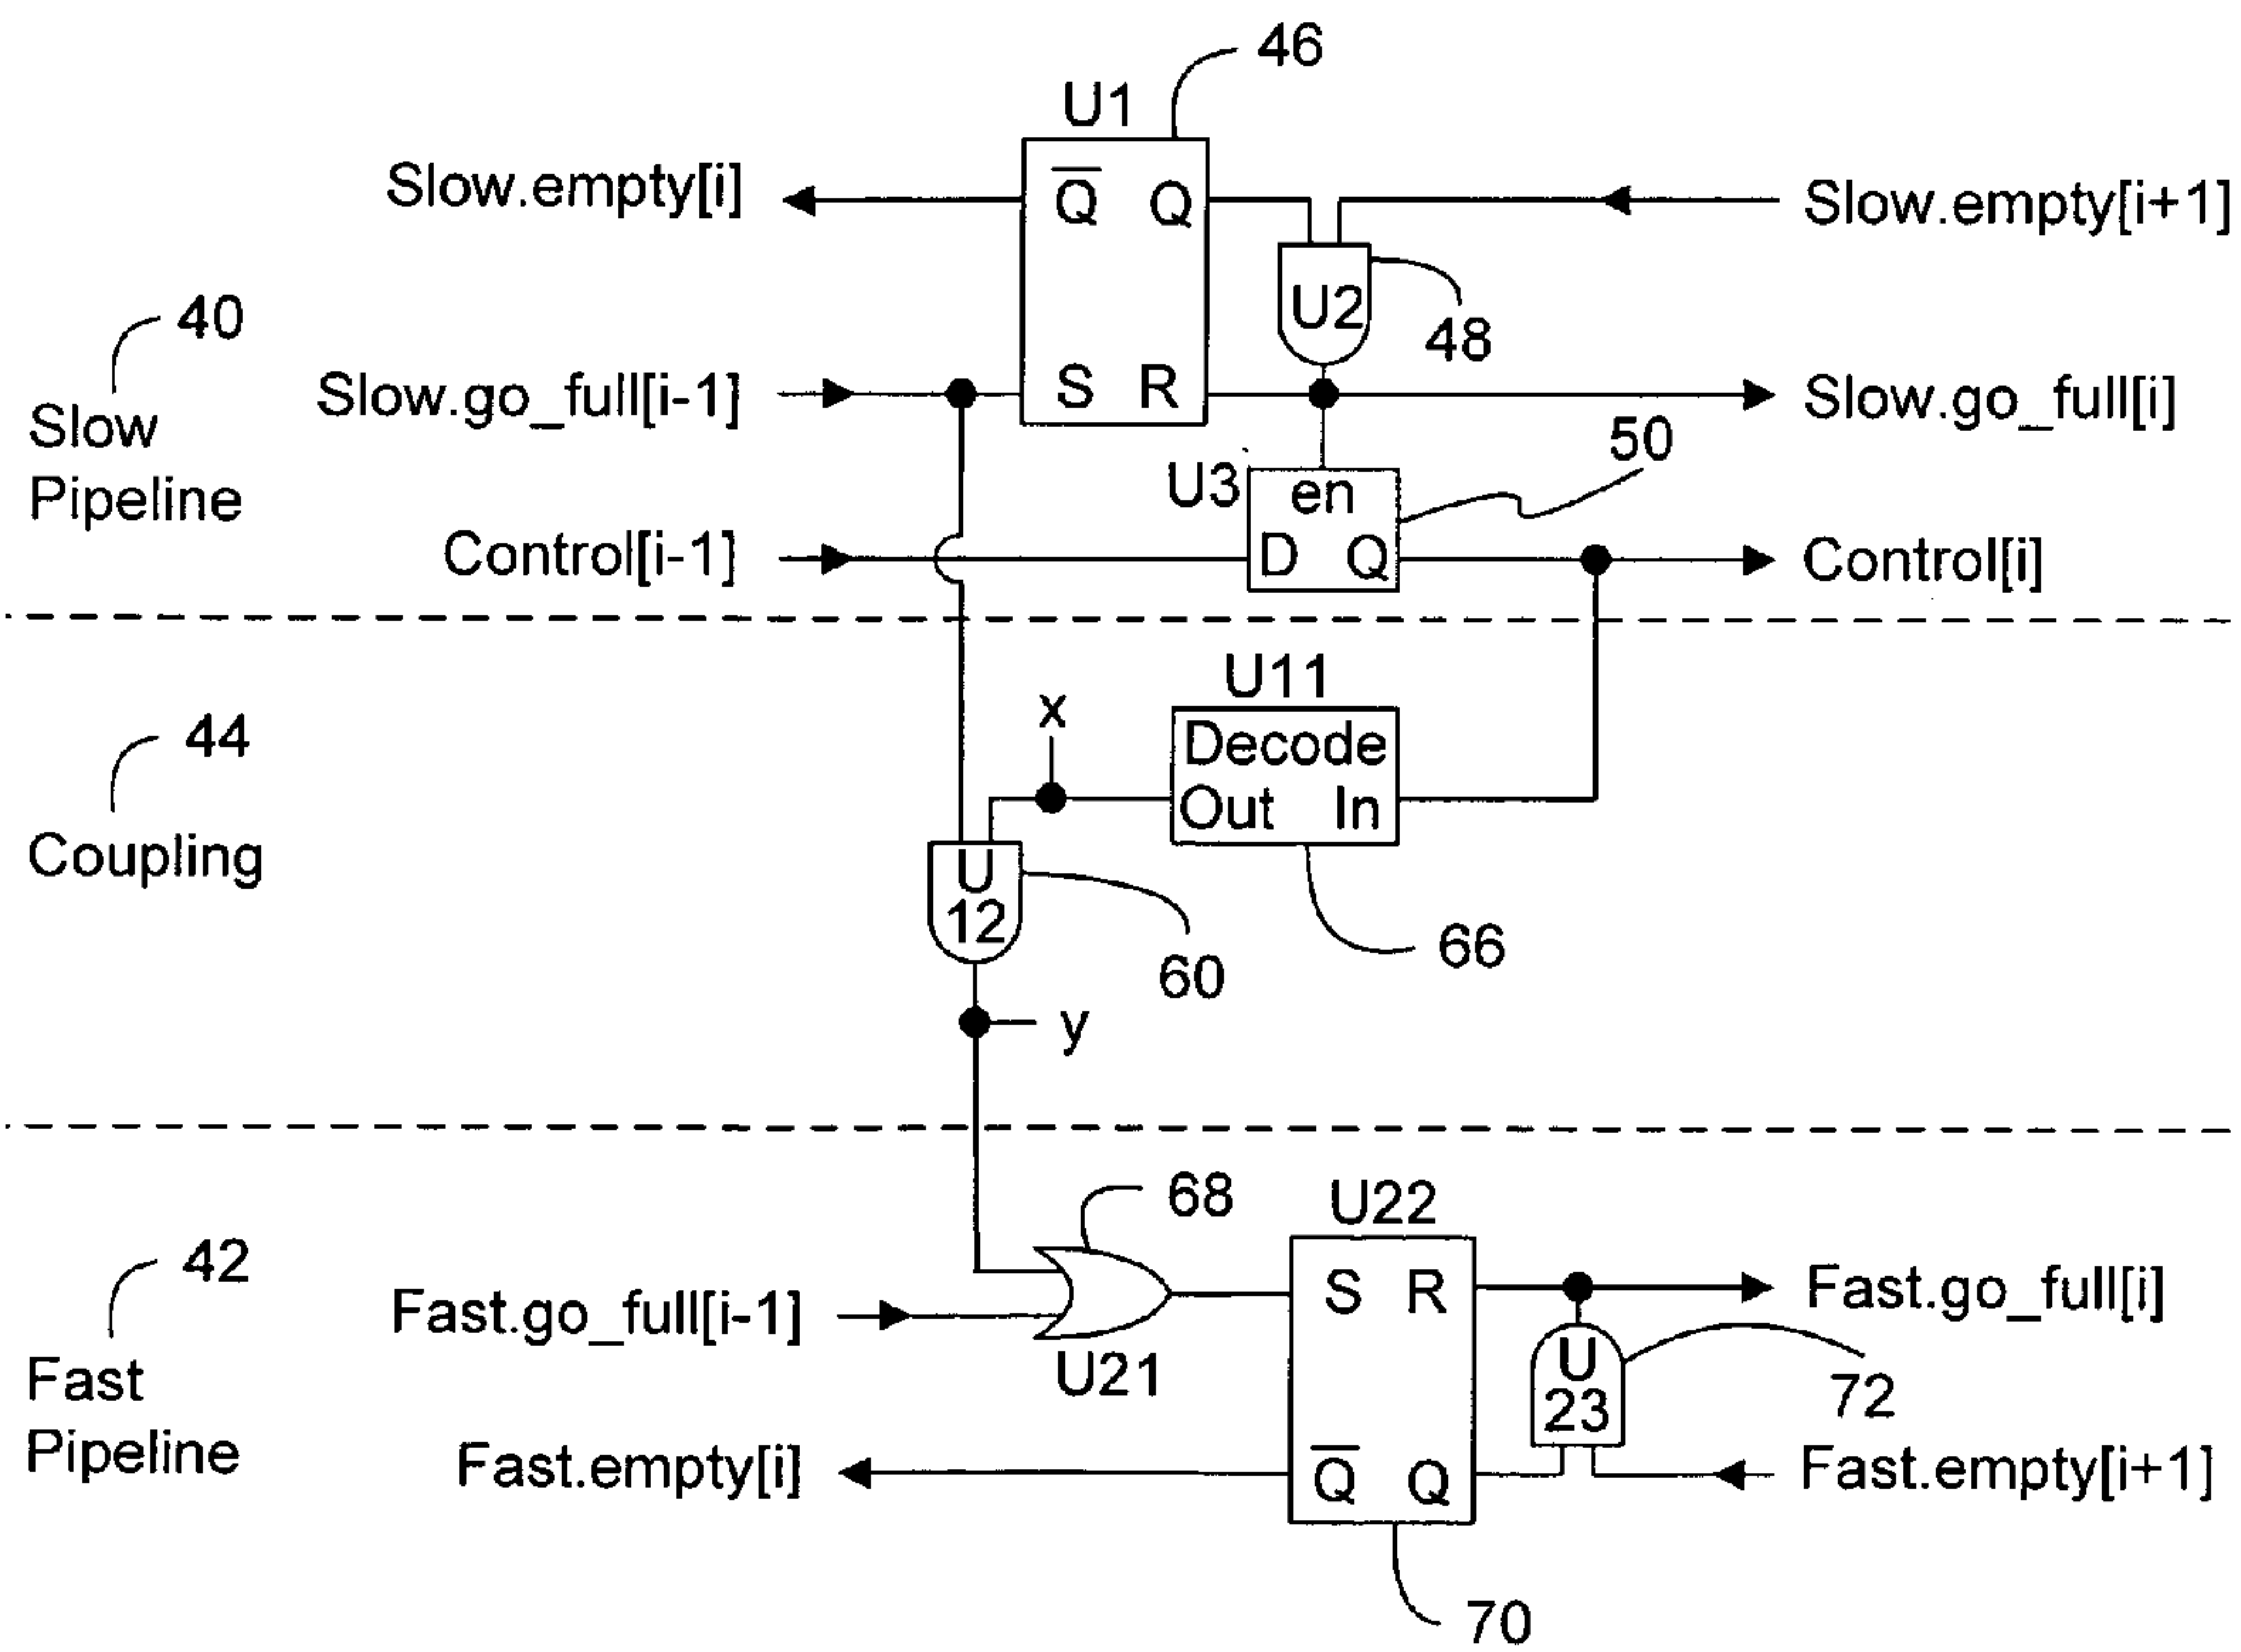 46
U1
Slow.empty[i]
Q Q
Slow.empty[i+1]
U2
48
40
Slow
Pipeline
Slow.go_full[i-1]
S R
Slow.go_full[i]
50
U3
en
Control[i-1]
D Q
Control[i]
44
Coupling
x
U11
Decode
Out In
U
12
60
66
y
42
Fast
Pipeline
68
U22
Fast.go_full[i-1]
U21
S R
Fast.go_full[i]
U
23
72
Fast.empty[i]
Q Q
Fast.empty[i+1]
70